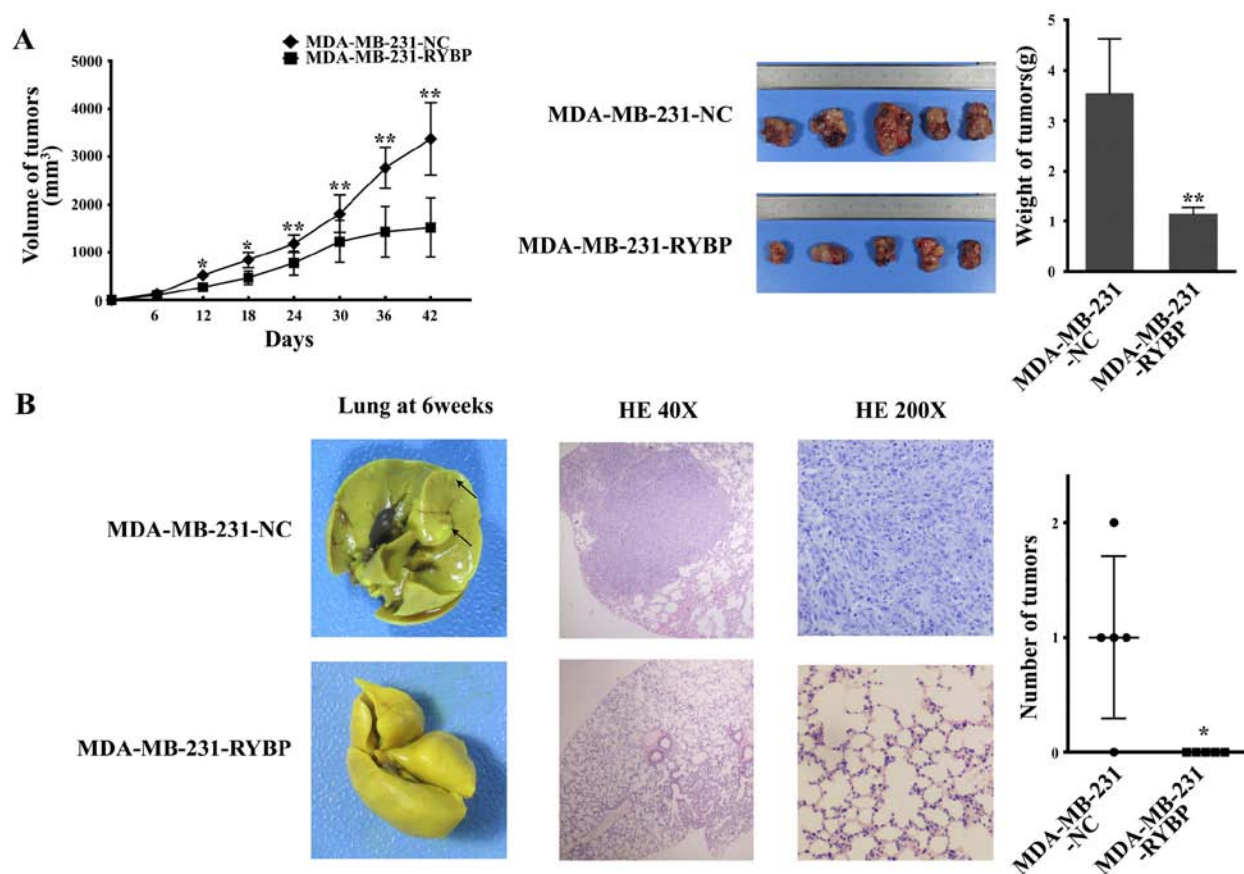 A
MDA-MB-231-NC
MDA-MB-231-RYBP
5000
4000
3000
2000
1000
0
Volume of tumors
(mm³)
*
*
**
**
**
**
6
12
18
24
30
36
42
Days
MDA-MB-231-NC
MDA-MB-231-RYBP
5
4
3
2
1
0
Weight of tumors(g)
**
MDA-MB-231
-NC
MDA-MB-231
-RYBP
B
Lung at 6weeks
HE 40X
HE 200X
MDA-MB-231-NC
MDA-MB-231-RYBP
2
1
0
Number of tumors
*
MDA-MB-231
-NC
MDA-MB-231
-RYBP